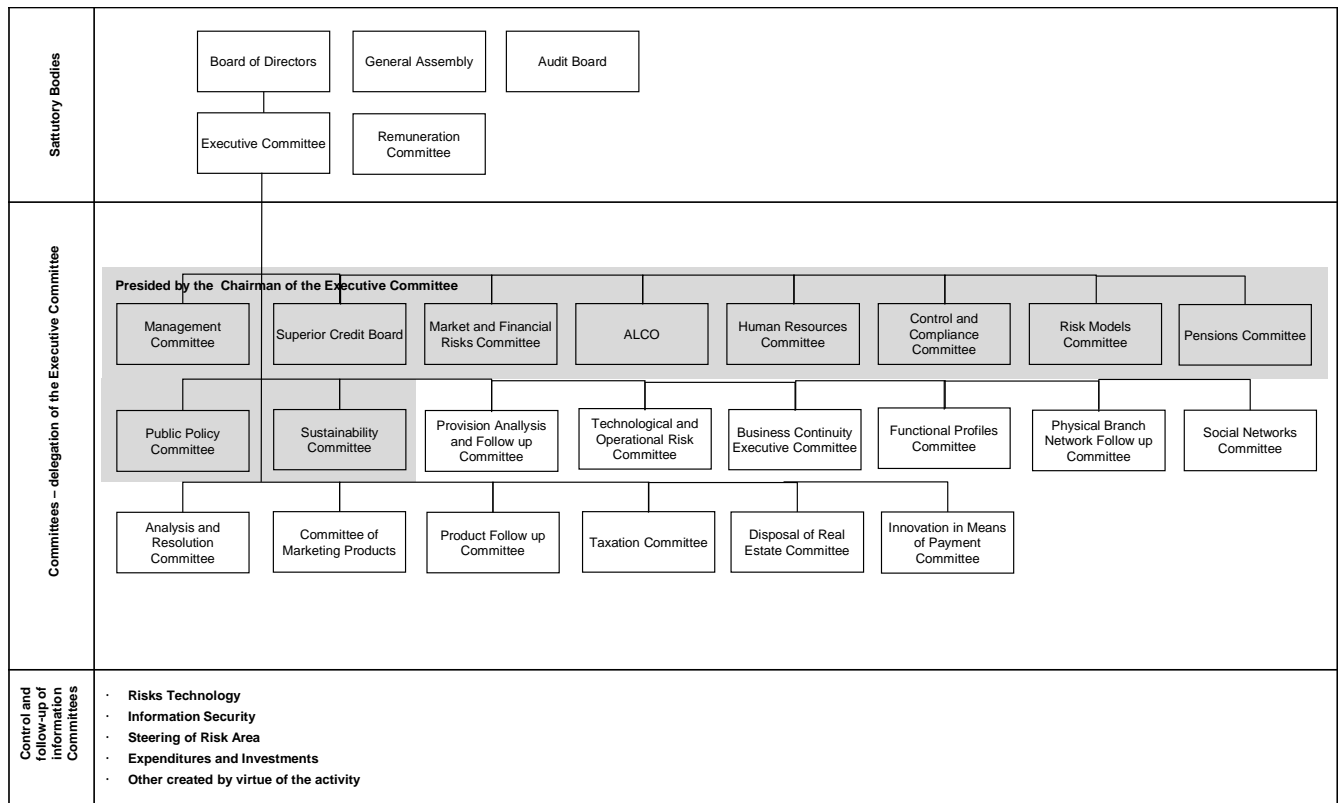 Sattutory Bodies
Board of Directors
General Assembly
Audit Board
Executive Committee
Remuneration
Committee
Committees – delegation of the Executive Committee
Presided by the Chairman of the Executive Committee
Management
Committee
Superior Credit Board
Market and Financial
Risks Committee
ALCO
Human Resources
Committee
Control and
Compliance
Committee
Risk Models
Committee
Pensions Committee
Public Policy
Committee
Sustainability
Committee
Provision Anallysis
and Follow up
Committee
Technological and
Operational Risk
Committee
Business Continuity
Executive Committee
Functional Profiles
Committee
Physical Branch
Network Follow up
Committee
Social Networks
Committee
Analysis and
Resolution
Committee
Committee of
Marketing Products
Product Follow up
Committee
Taxation Committee
Disposal of Real
Estate Committee
Innovation in Means
of Payment
Committee
Control and
follow-up of
information
Committees
· Risks Technology
· Information Security
· Steering of Risk Area
· Expenditures and Investments
· Other created by virtue of the activity